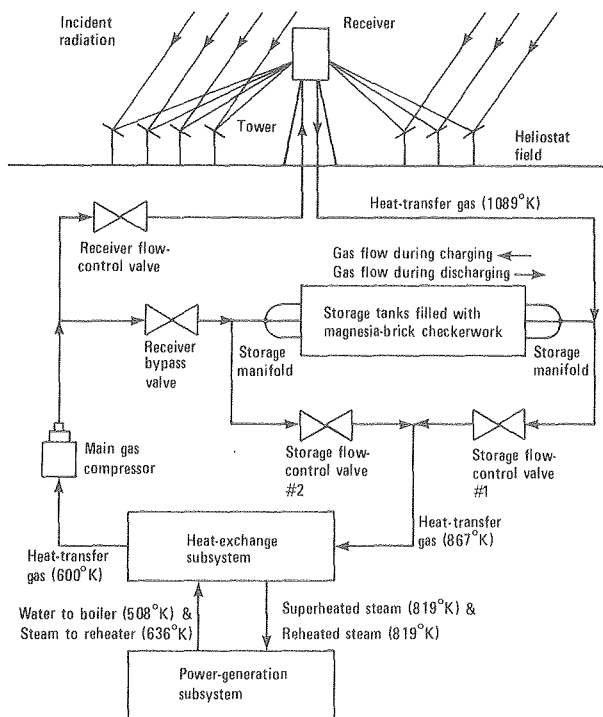 Incident
radiation
Receiver
Tower
Heliostat
field
Heat-transfer gas (1089°K)
Receiver flow-
control valve
Gas flow during charging
Gas flow during discharging
Storage tanks filled with
magnesia-brick checkerwork
Receiver
bypass
valve
Storage
manifold
Storage
manifold
Main gas
compressor
Storage flow-
control valve
#2
Storage flow-
control valve
#1
Heat-transfer
gas (600°K)
Heat-exchange
subsystem
Heat-transfer
gas (867°K)
Water to boiler (508°K) &
Steam to reheater (636°K)
Superheated steam (819°K) &
Reheated steam (819°K)
Power-generation
subsystem